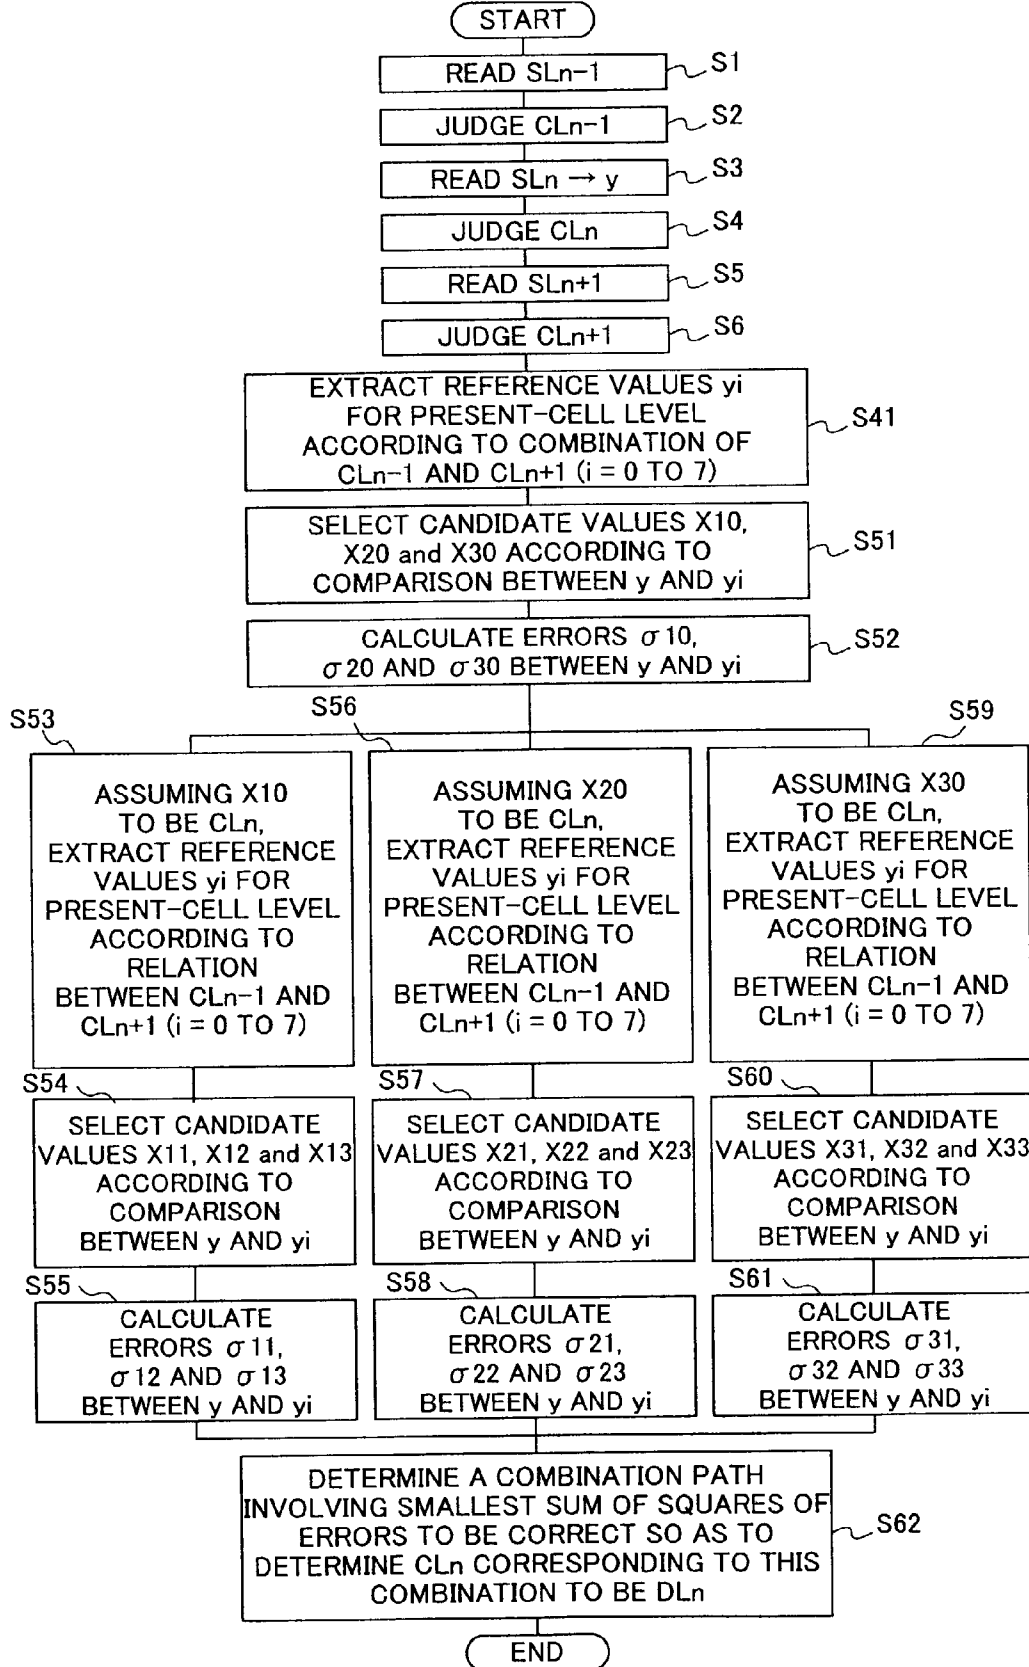 START
READ SLn-1
S1
JUDGE CLn-1
S2
READ SLn → y
S3
JUDGE CLn
S4
READ SLn+1
S5
JUDGE CLn+1
S6
EXTRACT REFERENCE VALUES yi
FOR PRESENT-CELL LEVEL
ACCORDING TO COMBINATION OF
CLn-1 AND CLn+1 (i = 0 TO 7)
S41
SELECT CANDIDATE VALUES X10,
X20 and X30 ACCORDING TO
COMPARISON BETWEEN y AND yi
S51
CALCULATE ERRORS σ10,
σ20 AND σ30 BETWEEN y AND yi
S52
S53
ASSUMING X10
TO BE CLn,
EXTRACT REFERENCE
VALUES yi FOR
PRESENT-CELL LEVEL
ACCORDING TO
RELATION
BETWEEN CLn-1 AND
CLn+1 (i = 0 TO 7)
S56
ASSUMING X20
TO BE CLn,
EXTRACT REFERENCE
VALUES yi FOR
PRESENT-CELL LEVEL
ACCORDING TO
RELATION
BETWEEN CLn-1 AND
CLn+1 (i = 0 TO 7)
S59
ASSUMING X30
TO BE CLn,
EXTRACT REFERENCE
VALUES yi FOR
PRESENT-CELL LEVEL
ACCORDING TO
RELATION
BETWEEN CLn-1 AND
CLn+1 (i = 0 TO 7)
S54
SELECT CANDIDATE
VALUES X11, X12 and X13
ACCORDING TO
COMPARISON
BETWEEN y AND yi
S57
SELECT CANDIDATE
VALUES X21, X22 and X23
ACCORDING TO
COMPARISON
BETWEEN y AND yi
S60
SELECT CANDIDATE
VALUES X31, X32 and X33
ACCORDING TO
COMPARISON
BETWEEN y AND yi
S55
CALCULATE
ERRORS σ11,
σ12 AND σ13
BETWEEN y AND yi
S58
CALCULATE
ERRORS σ21,
σ22 AND σ23
BETWEEN y AND yi
S61
CALCULATE
ERRORS σ31,
σ32 AND σ33
BETWEEN y AND yi
DETERMINE A COMBINATION PATH
INVOLVING SMALLEST SUM OF SQUARES OF
ERRORS TO BE CORRECT SO AS TO
DETERMINE CLn CORRESPONDING TO THIS
COMBINATION TO BE DLn
S62
END